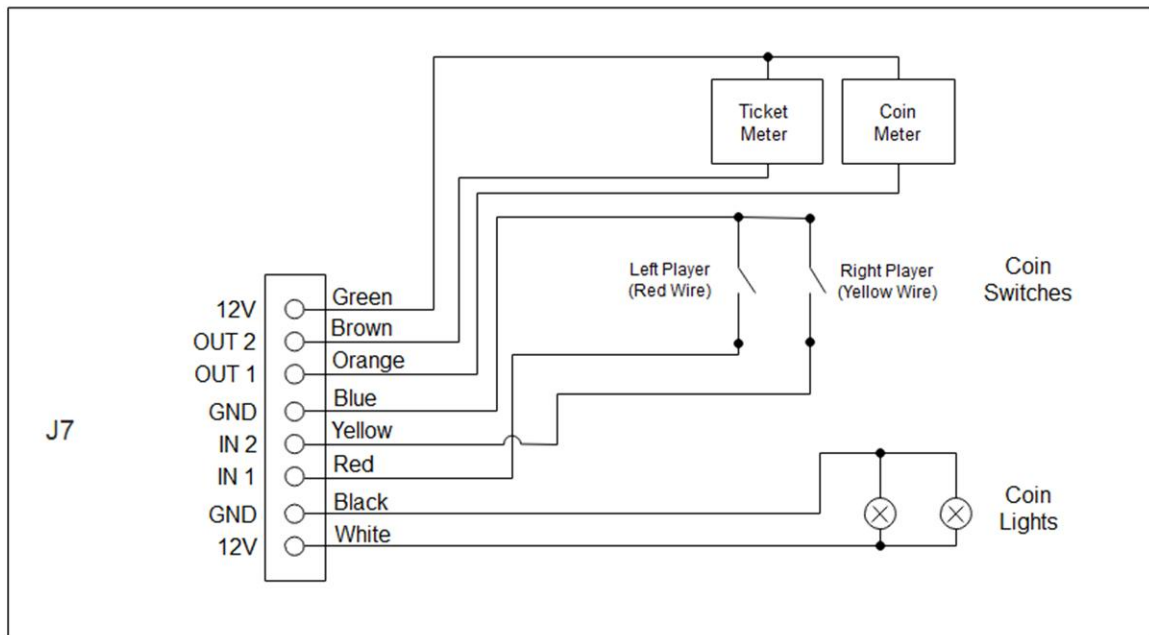 Ticket
Meter
Coin
Meter
Left Player
(Red Wire)
Right Player
(Yellow Wire)
Coin
Switches
12V
Green
OUT 2
Brown
OUT 1
Orange
GND
Blue
J7
IN 2
Yellow
IN 1
Red
GND
Black
12V
White
Coin
Lights